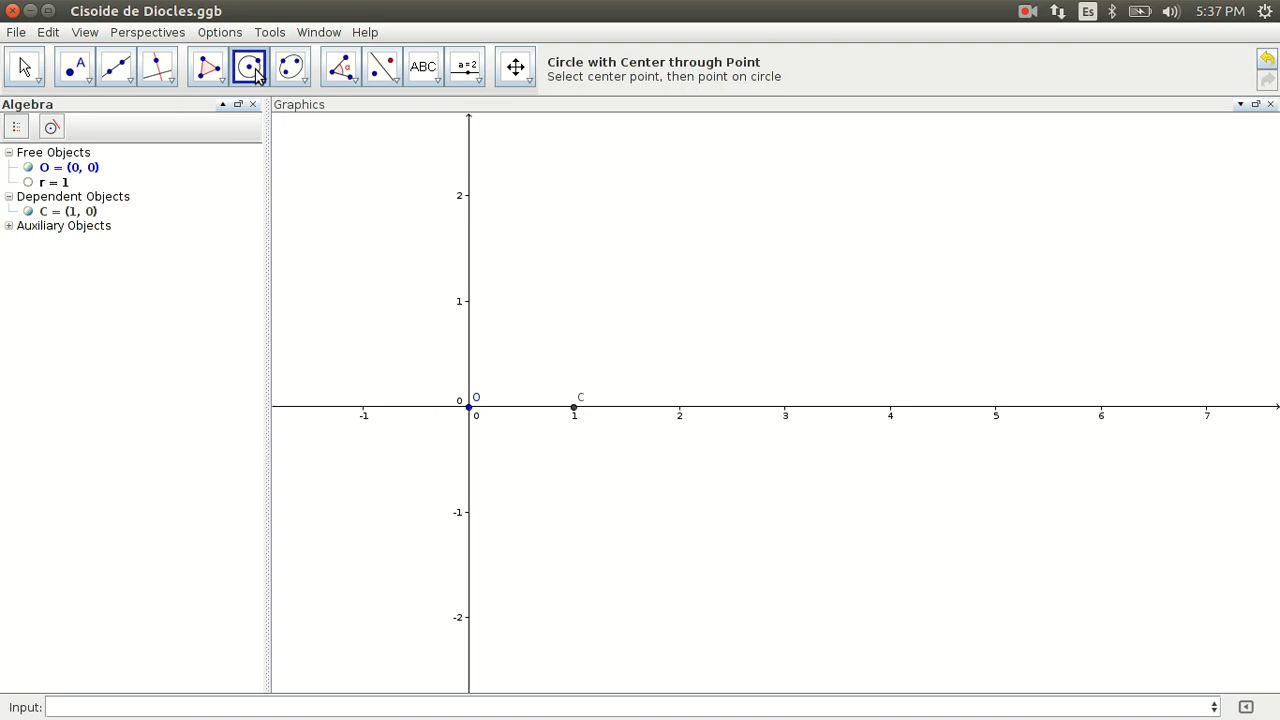 Cisoide de Diocles.ggb
Es
5:37 PM
File Edit View Perspectives Options Tools Window Help
A
α
ABC
a=2
Circle with Center through Point
Select center point, then point on circle
Algebra
Graphics
Free Objects
O = (0, 0)
r = 1
Dependent Objects
C = (1, 0)
Auxiliary Objects
2
1
0
O
C
-1 0 1 2 3 4 5 6 7
-1
-2
Input: